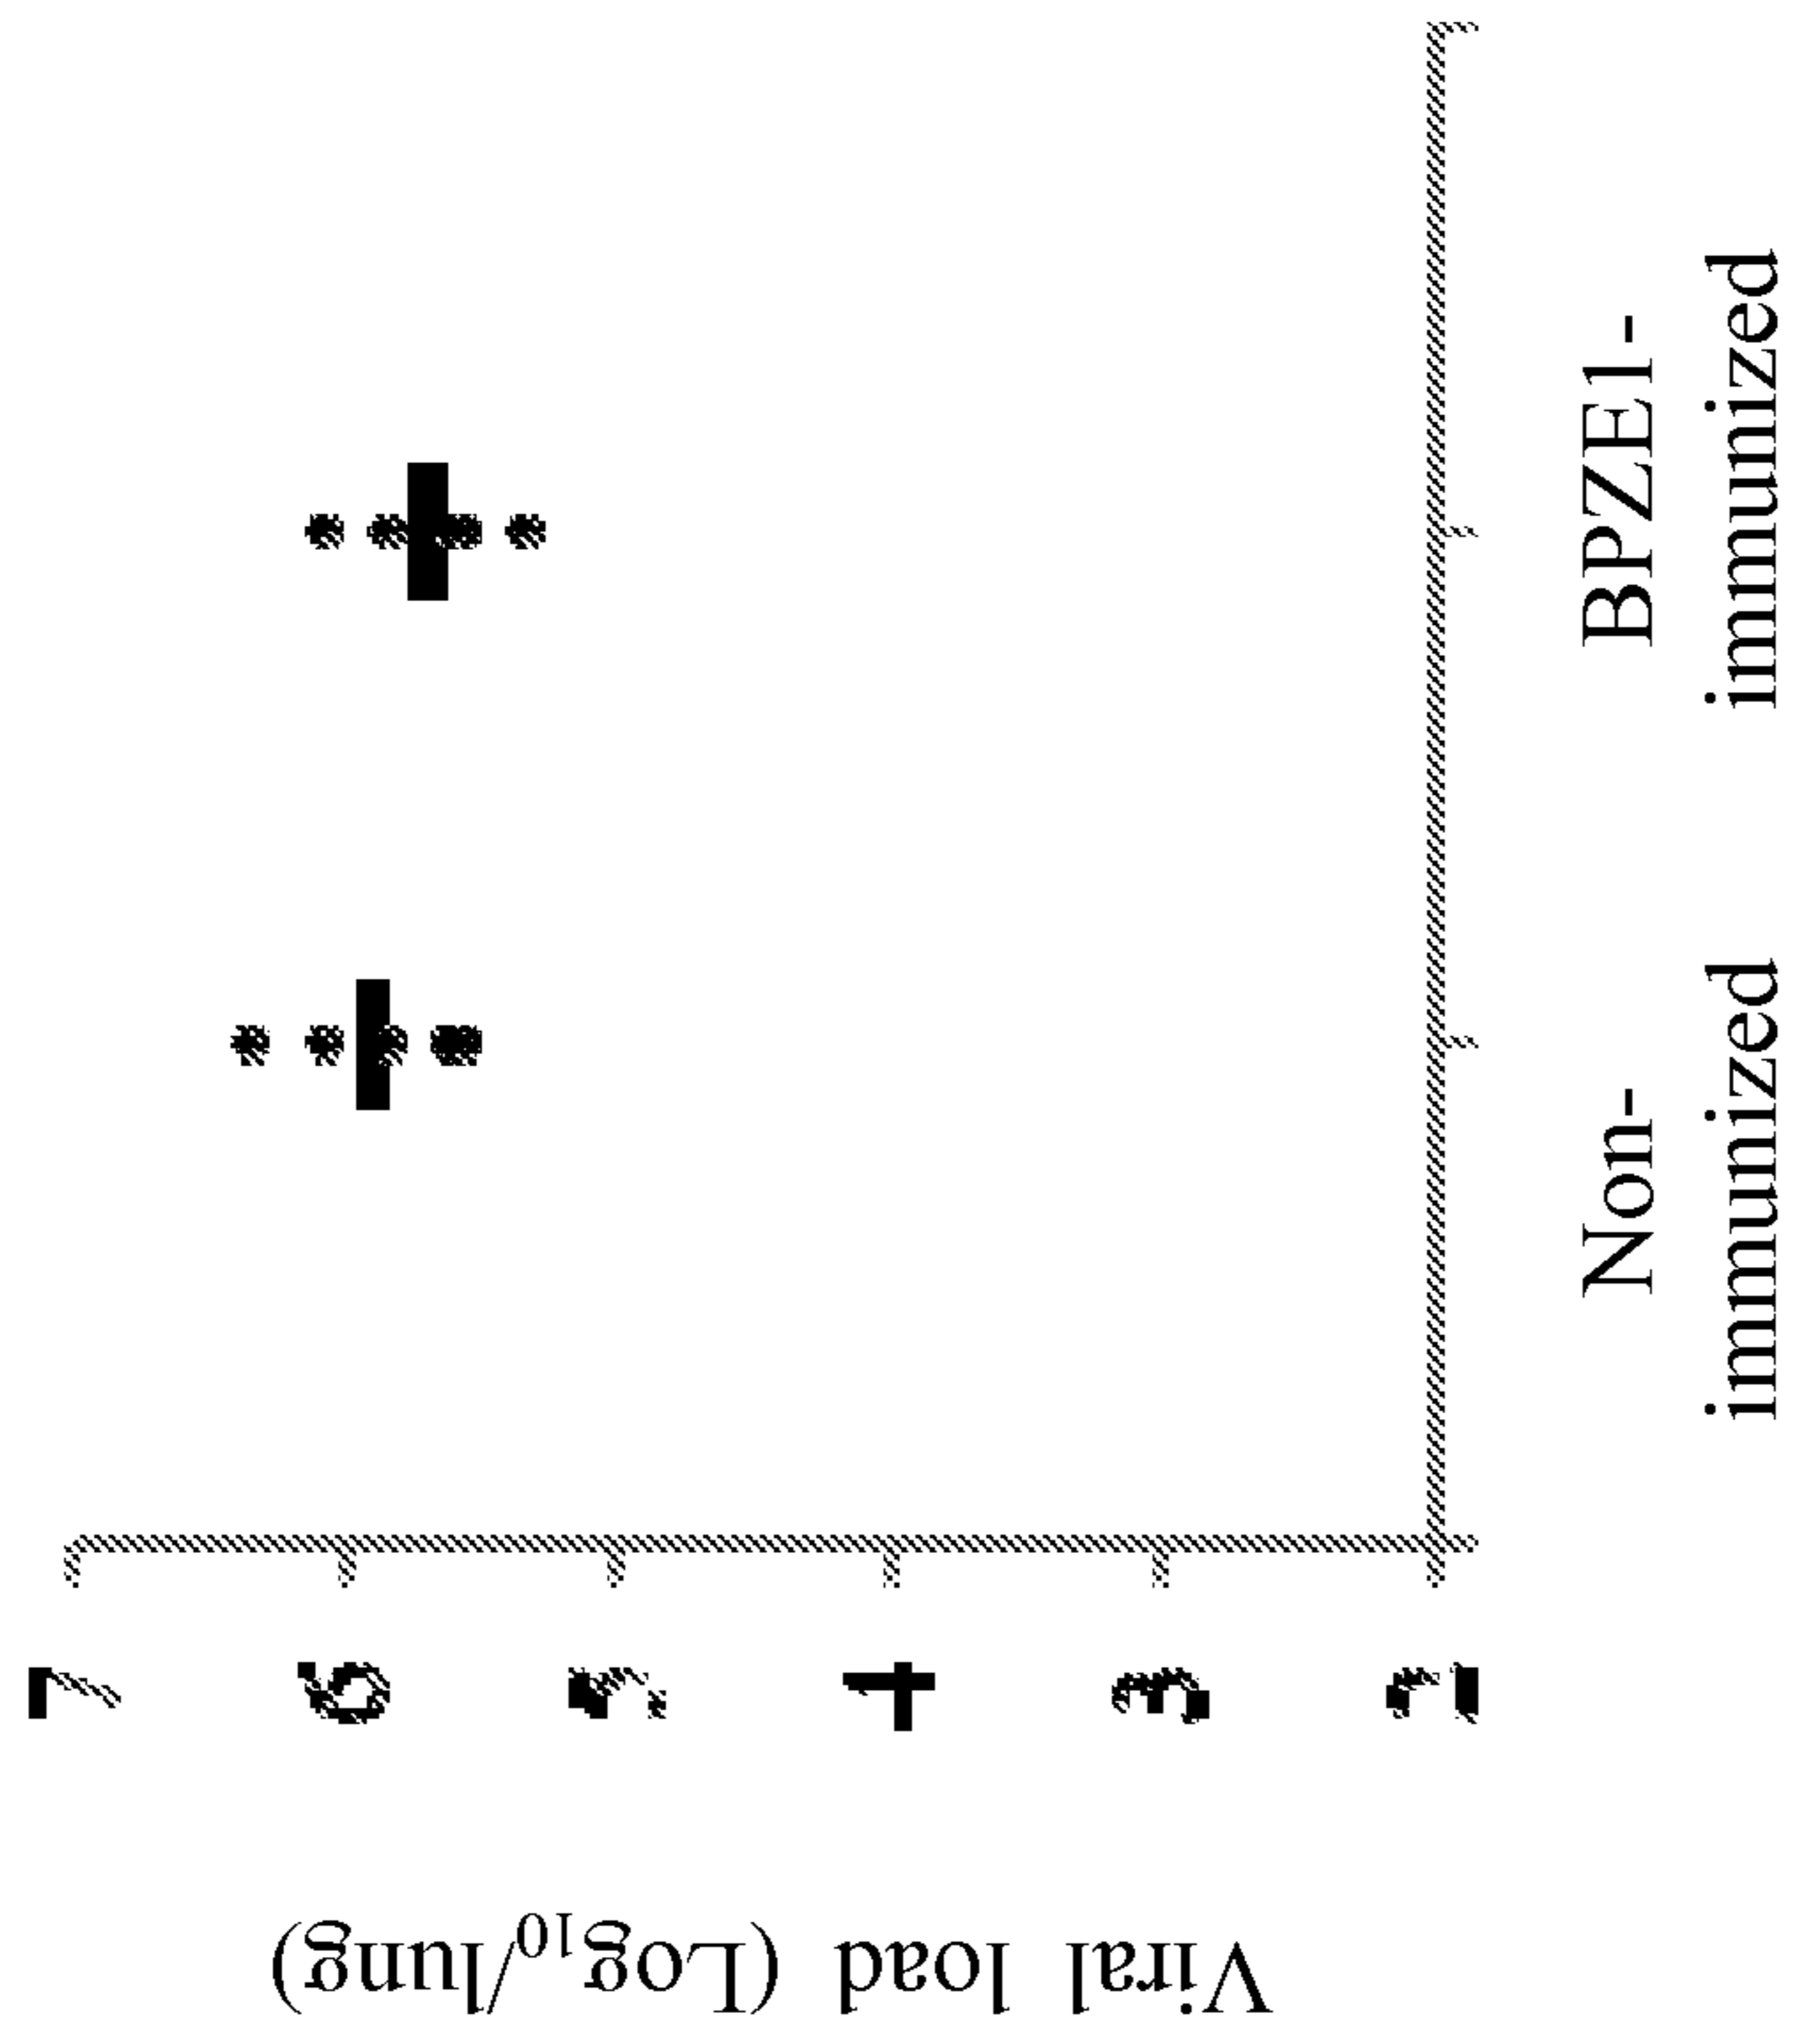 Viral load (Log10/lung)
7
6
5
4
3
2
Non-
immunized
BPZE1-
immunized